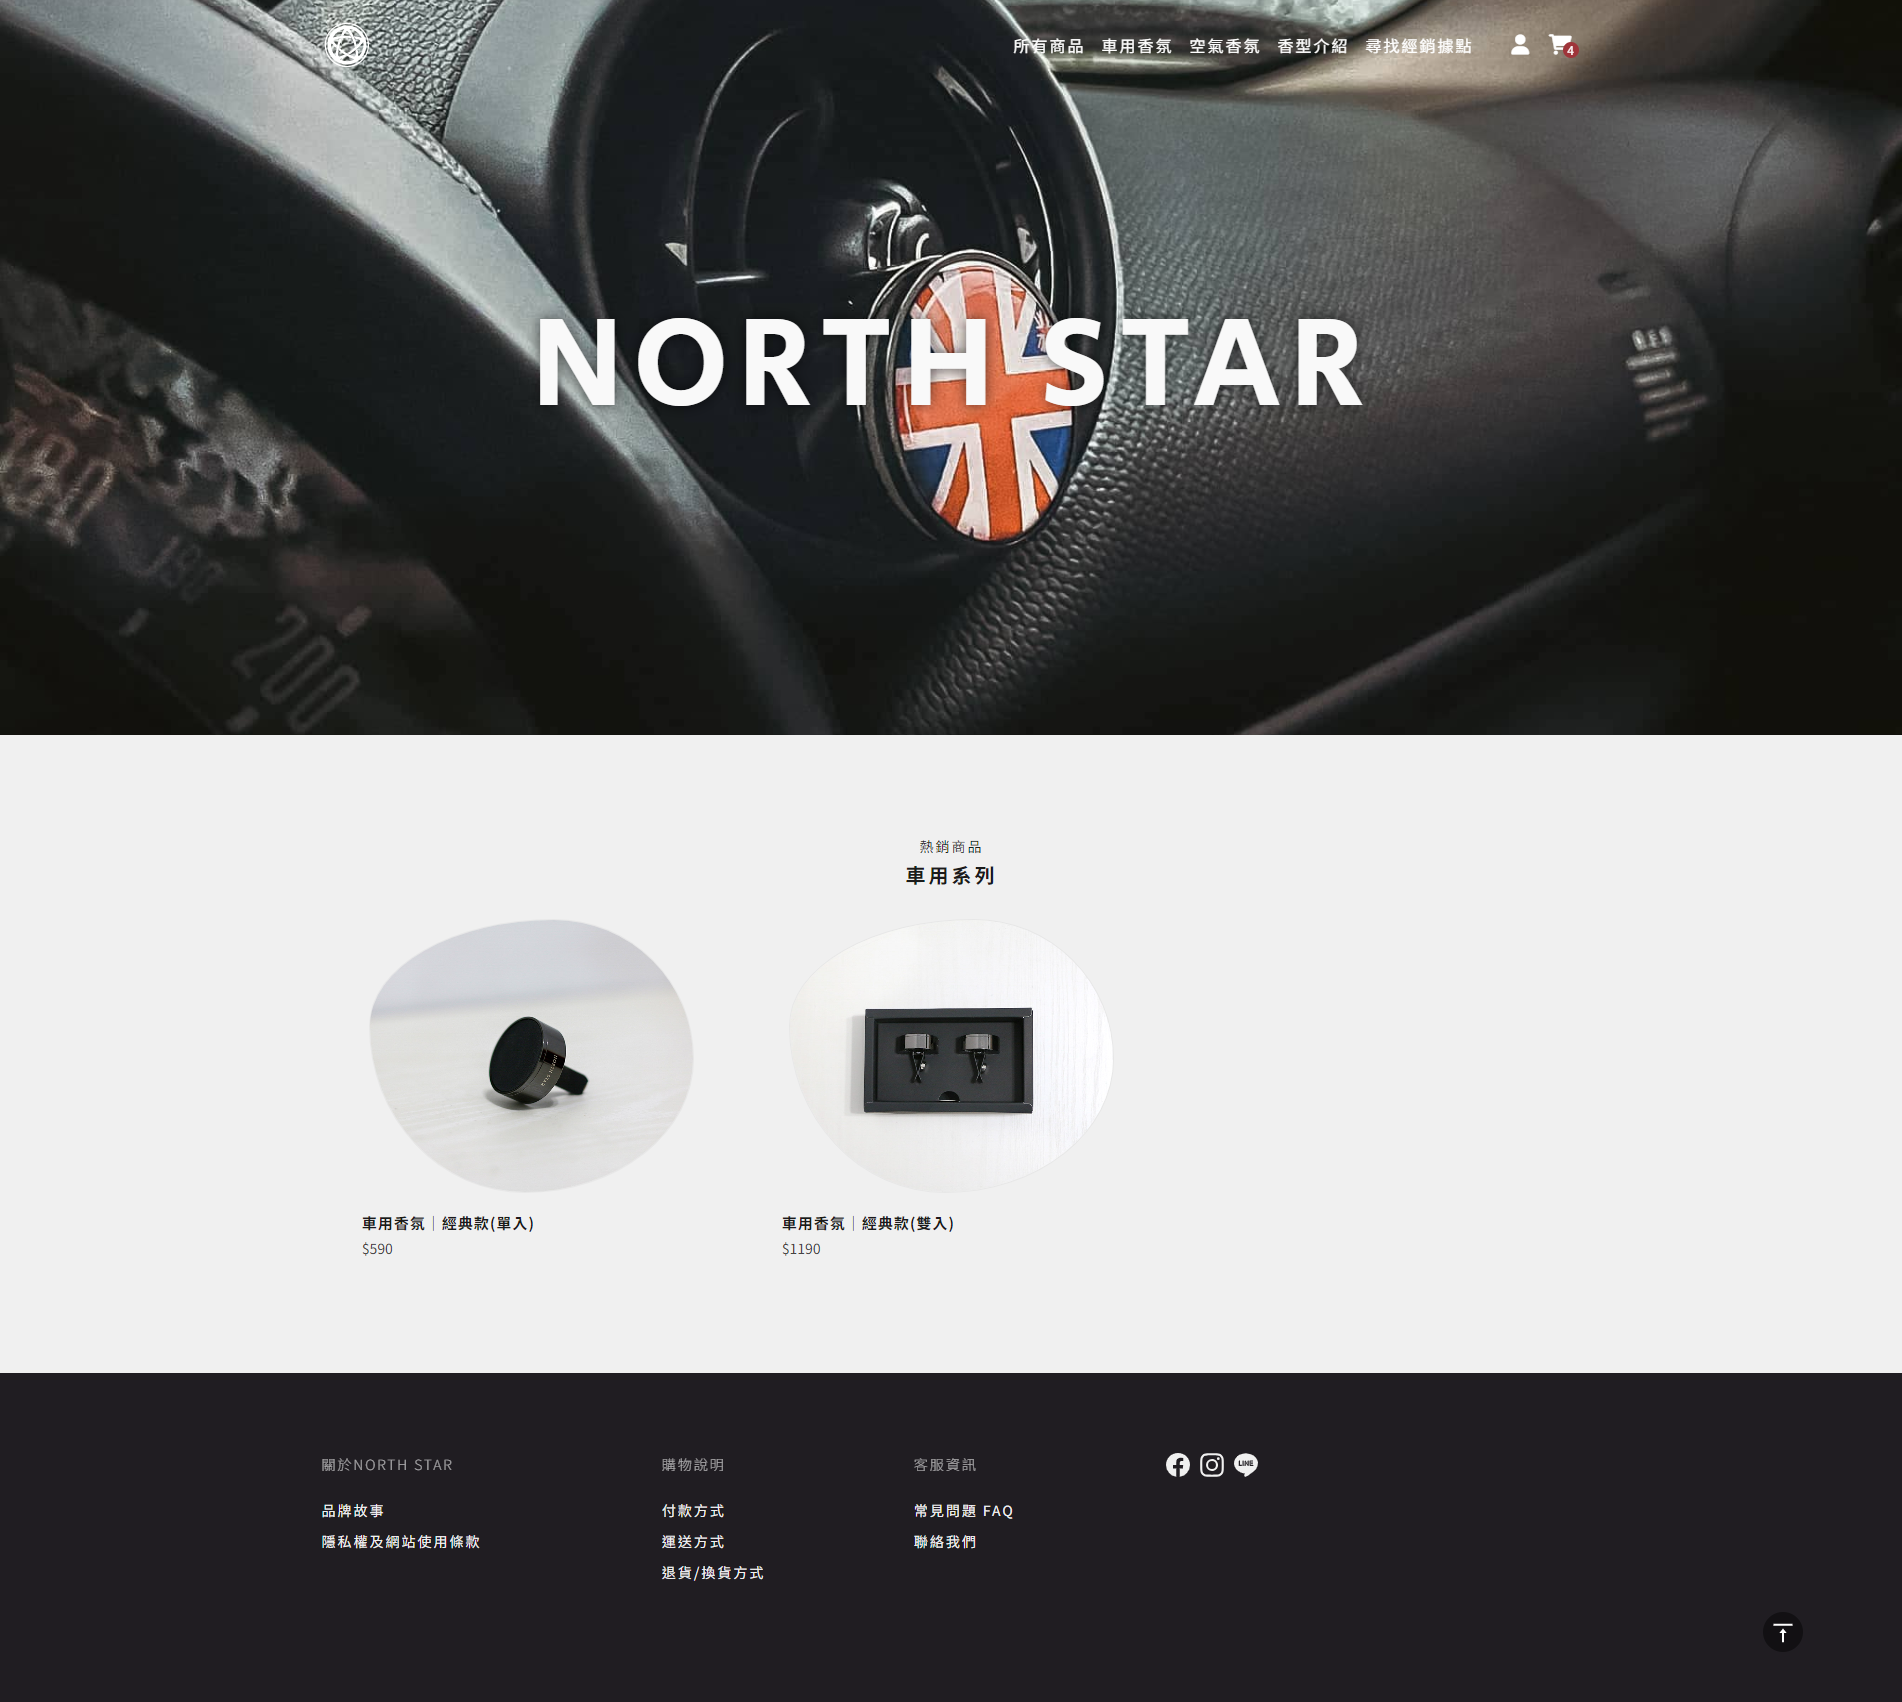 所有商品 車用香氛 空氣香氛 香型介紹 尋找經銷據點 4
NORTH STAR
190
200
熱銷商品
車用系列
車用香氛｜經典款(單入)
$590
車用香氛｜經典款(雙入)
$1190
關於NORTH STAR
品牌故事
隱私權及網站使用條款
購物說明
付款方式
運送方式
退貨/換貨方式
客服資訊
常見問題 FAQ
聯絡我們
LINE